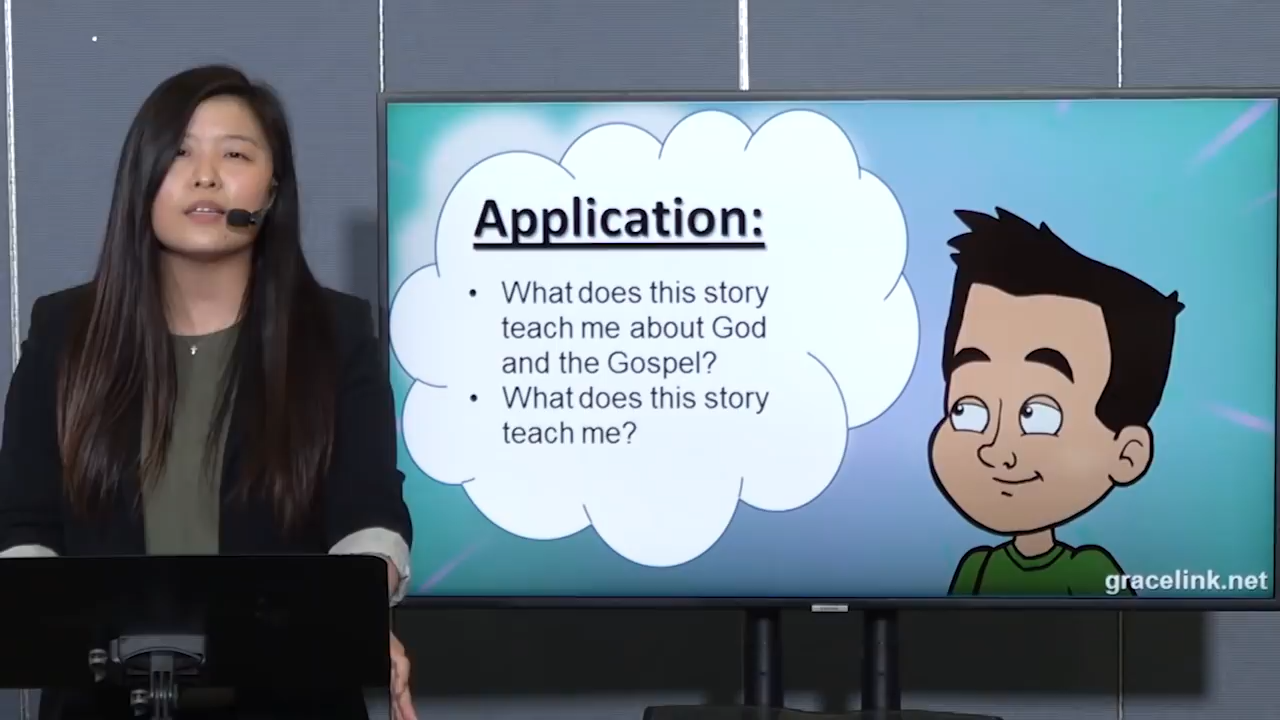 Application:
• What does this story
teach me about God
and the Gospel?
• What does this story
teach me?
gracelink.net